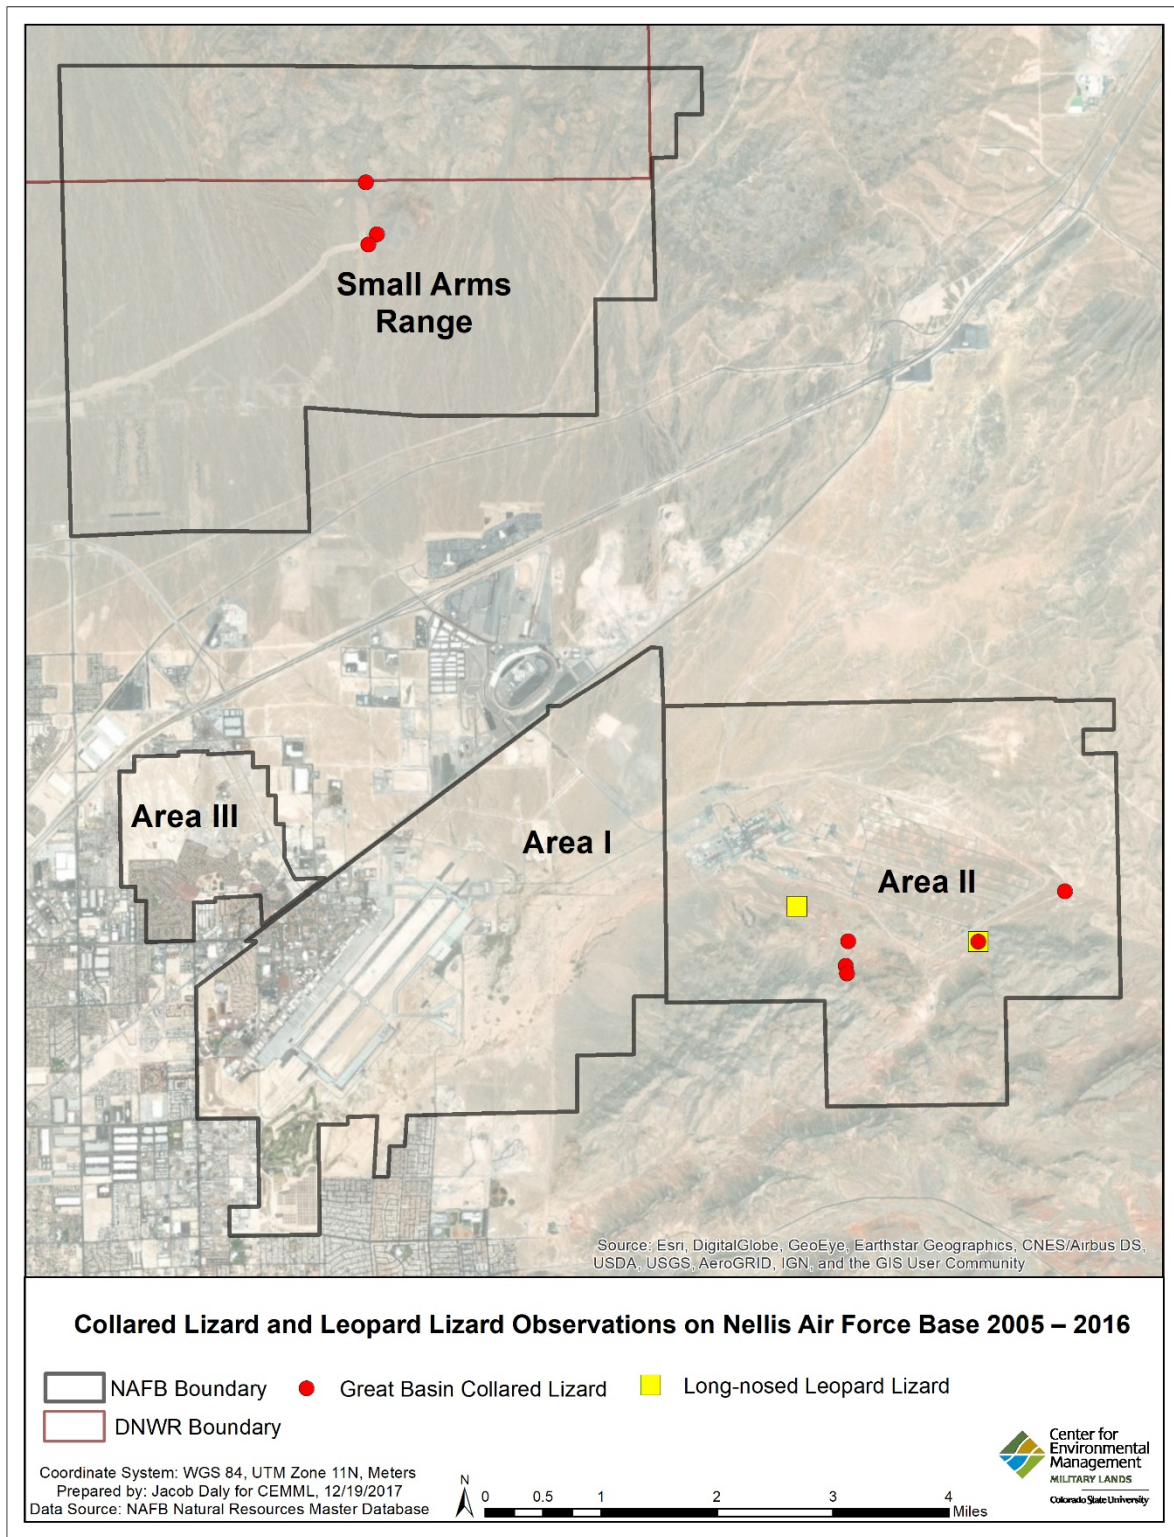 Small Arms
Range
Area III
Area I
Area II
Source: Esri, DigitalGlobe, GeoEye, Earthstar Geographics, CNES/Airbus DS,
USDA, USGS, AeroGRID, IGN, and the GIS User Community
Collared Lizard and Leopard Lizard Observations on Nellis Air Force Base 2005 – 2016
NAFB Boundary
Great Basin Collared Lizard
Long-nosed Leopard Lizard
DNWR Boundary
Coordinate System: WGS 84, UTM Zone 11N, Meters
Prepared by: Jacob Daly for CEMML, 12/19/2017
Data Source: NAFB Natural Resources Master Database
N
0 0.5 1 2 3 4
Miles
Center for
Environmental
Management
MILITARY LANDS
Colorado State University